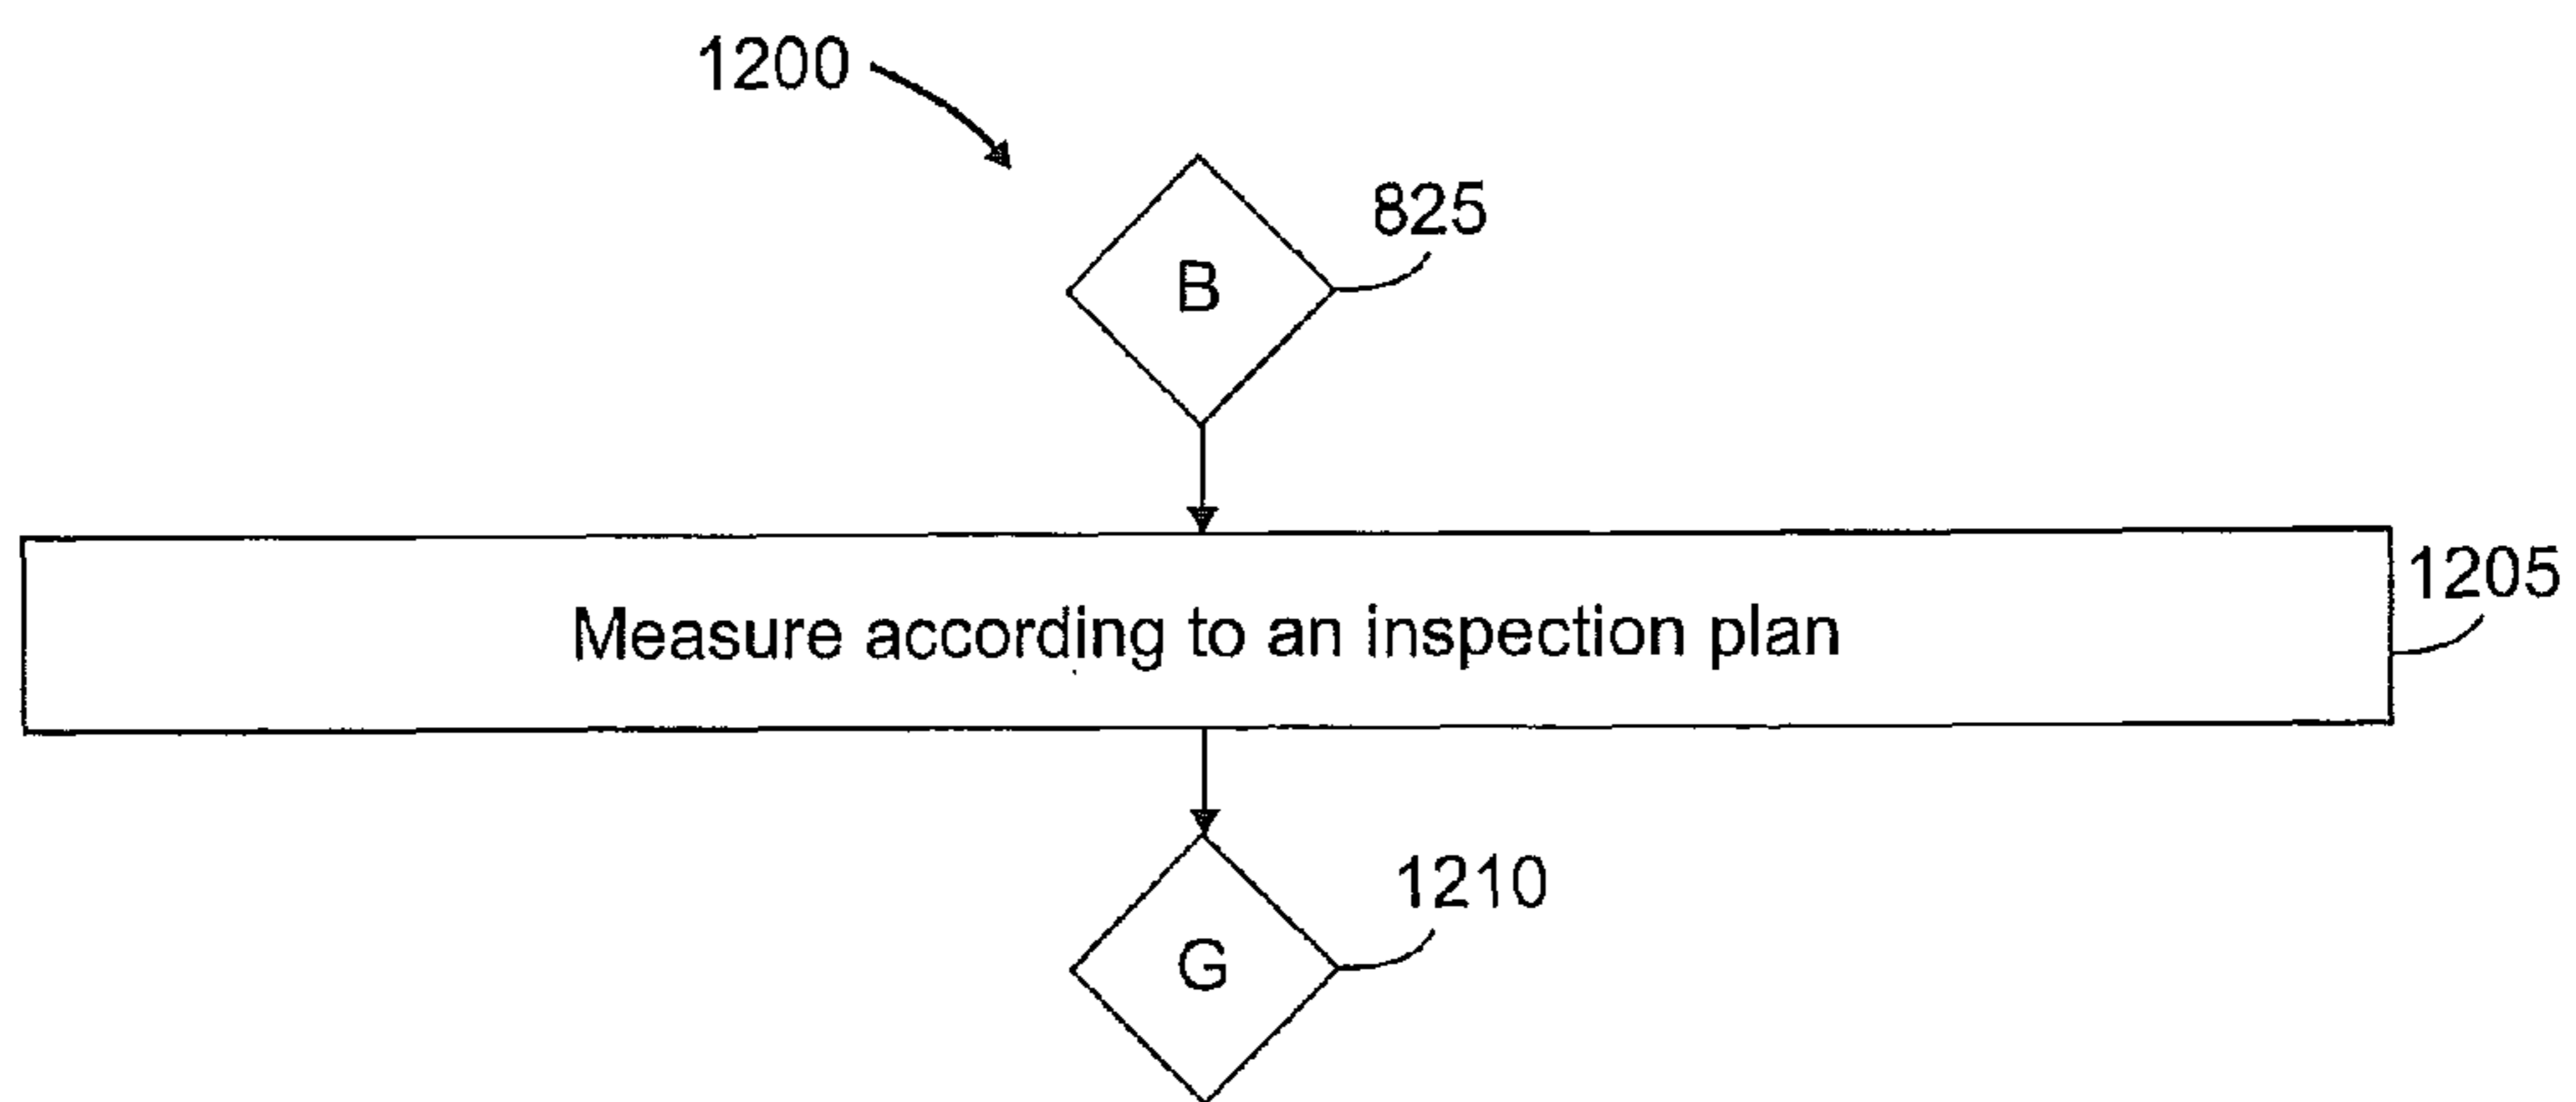 1200
825
B
1205
Measure according to an inspection plan
1210
G